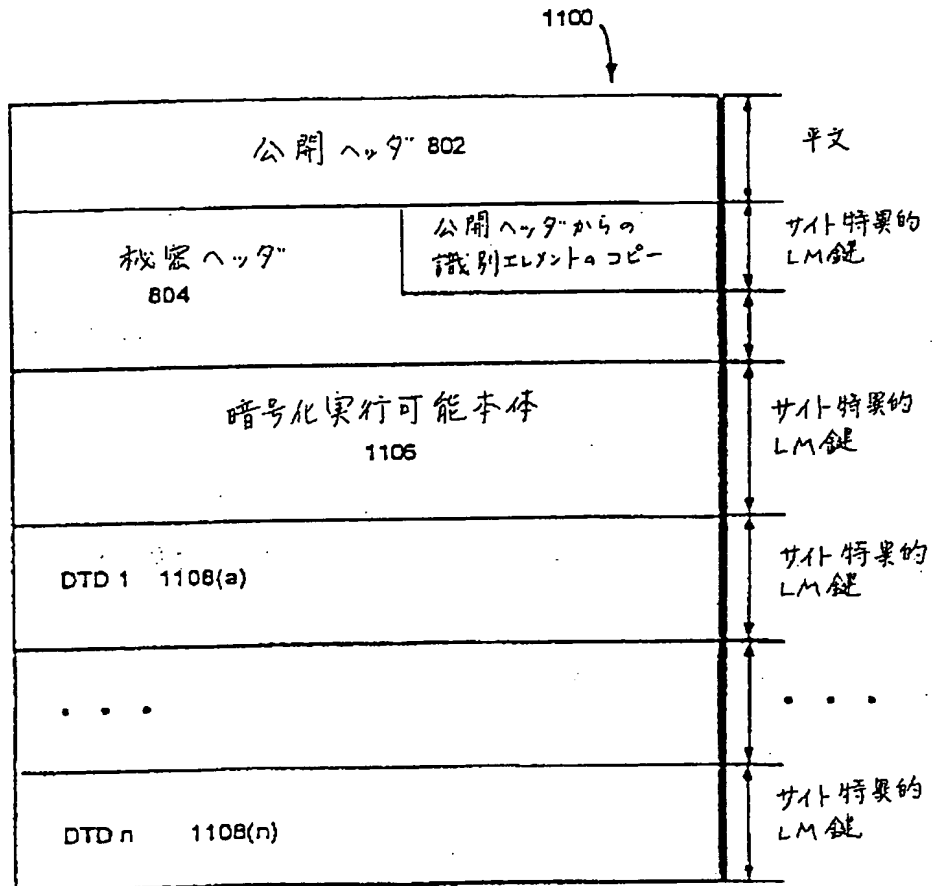 1100
公開ヘッダ 802
平文
秘密ヘッダ
804
公開ヘッダからの
識別エレメントのコピー
サイト特異的
LM鍵
暗号化実行可能本体
1106
サイト特異的
LM鍵
DTD 1 1108(a)
サイト特異的
LM鍵
• • •
• • •
DTD n 1108(n)
サイト特異的
LM鍵